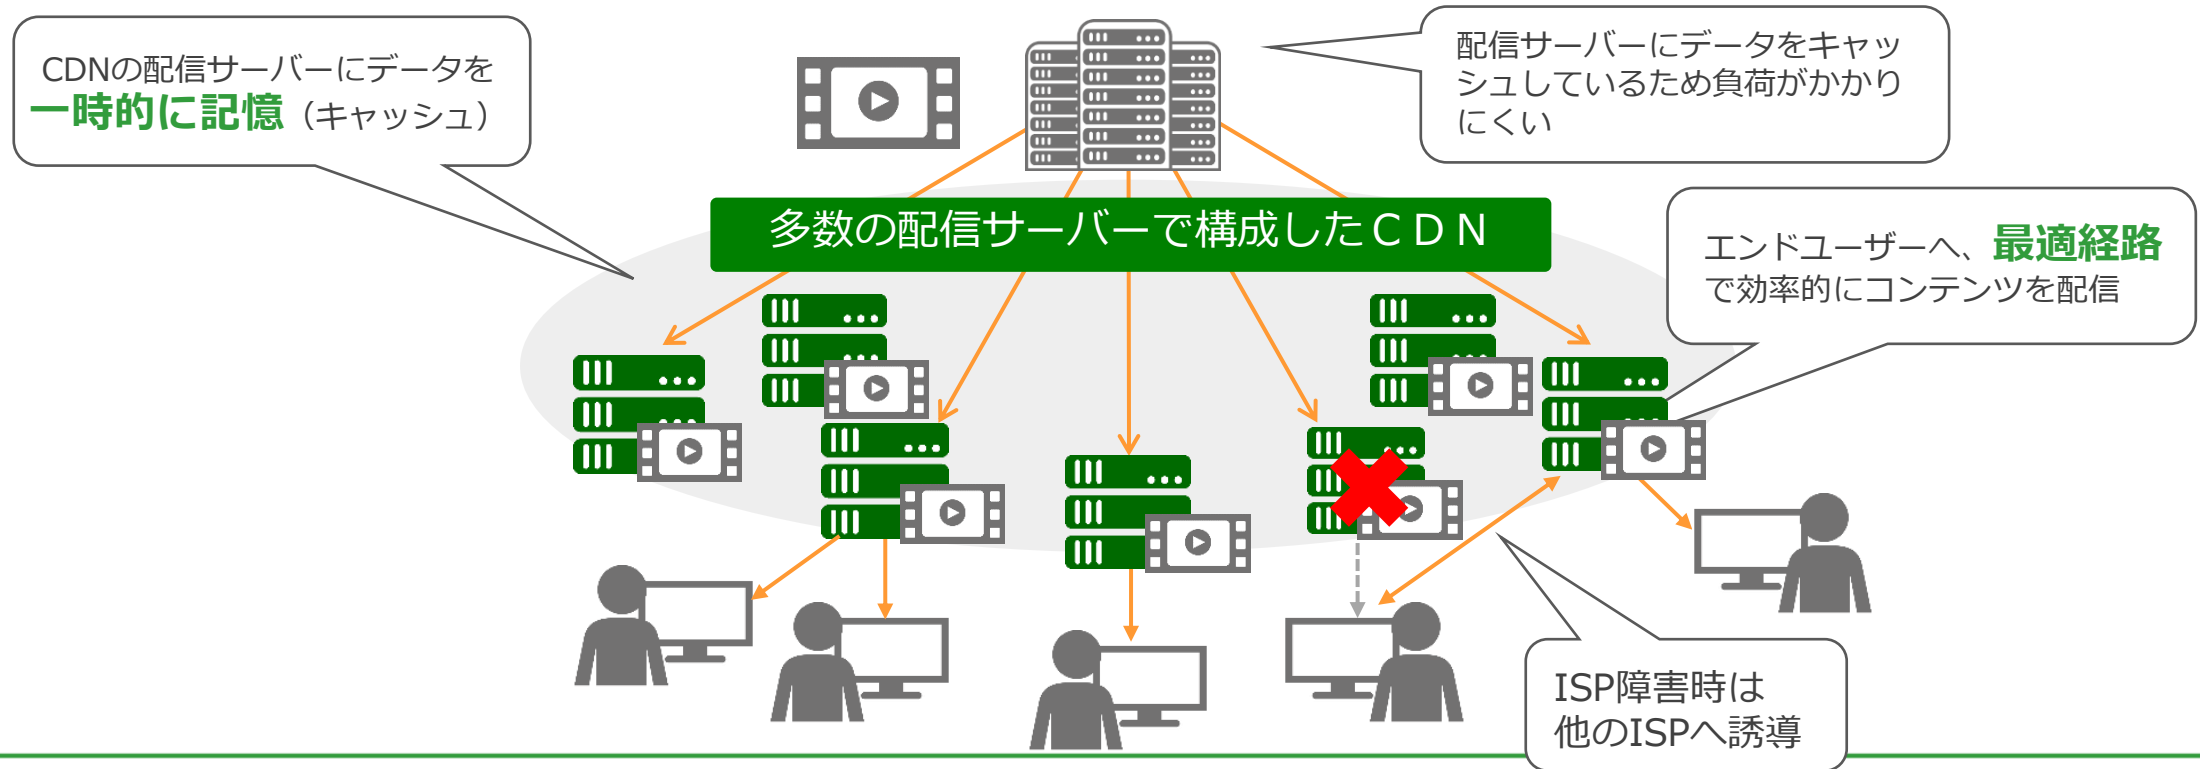 CDNの配信サーバーにデータを
一時的に記憶（キャッシュ）
配信サーバーにデータをキャッ
シュしているため負荷がかかり
にくい
多数の配信サーバーで構成したＣＤＮ
エンドユーザーへ、最適経路
で効率的にコンテンツを配信
ISP障害時は
他のISPへ誘導